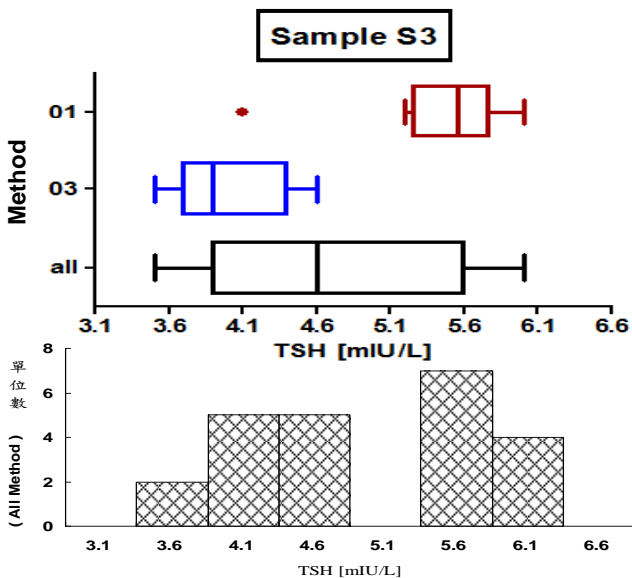 Sample S3
Method
01
03
all
3.1 3.6 4.1 4.6 5.1 5.6 6.1 6.6
TSH [mIU/L]
單位數
( All Method )
8
6
4
2
0
3.1 3.6 4.1 4.6 5.1 5.6 6.1 6.6
TSH [mIU/L]